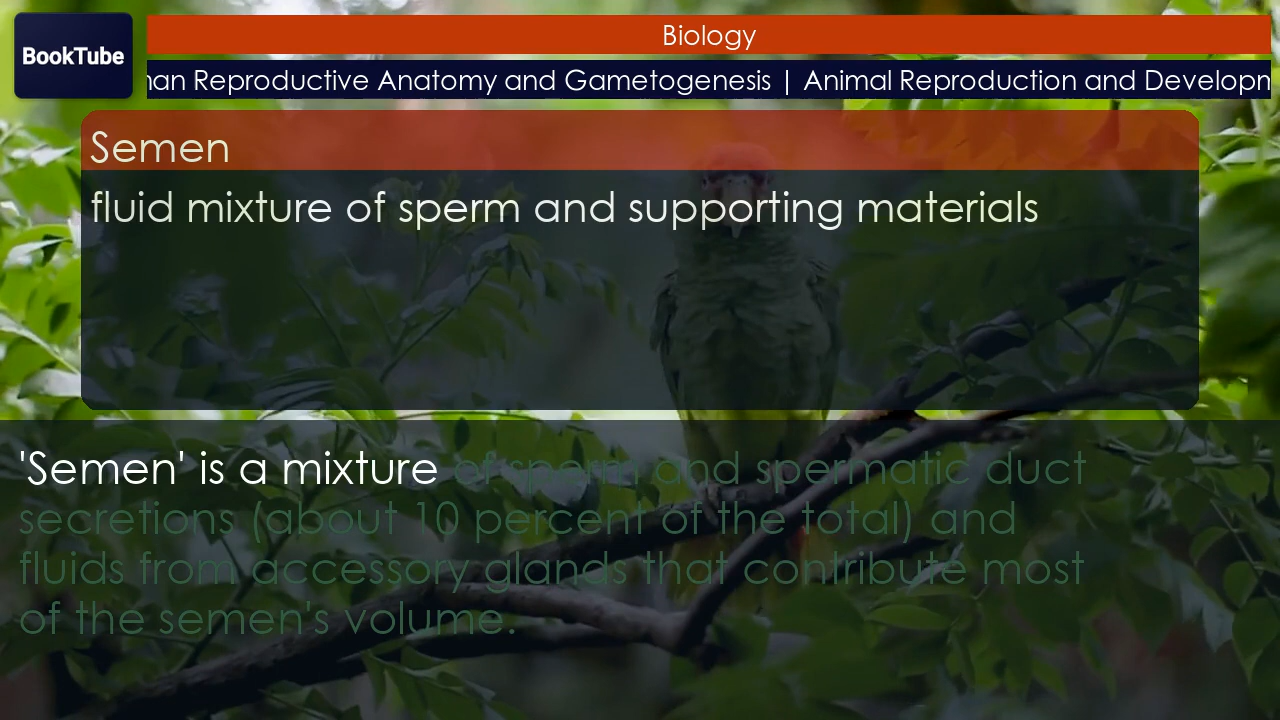 BookTube
Biology
nan Reproductive Anatomy and Gametogenesis | Animal Reproduction and Developn
Semen
fluid mixture of sperm and supporting materials
'Semen' is a mixture of sperm and spermatic duct
secretions (about 10 percent of the total) and
fluids from accessory glands that contribute most
of the semen's volume.